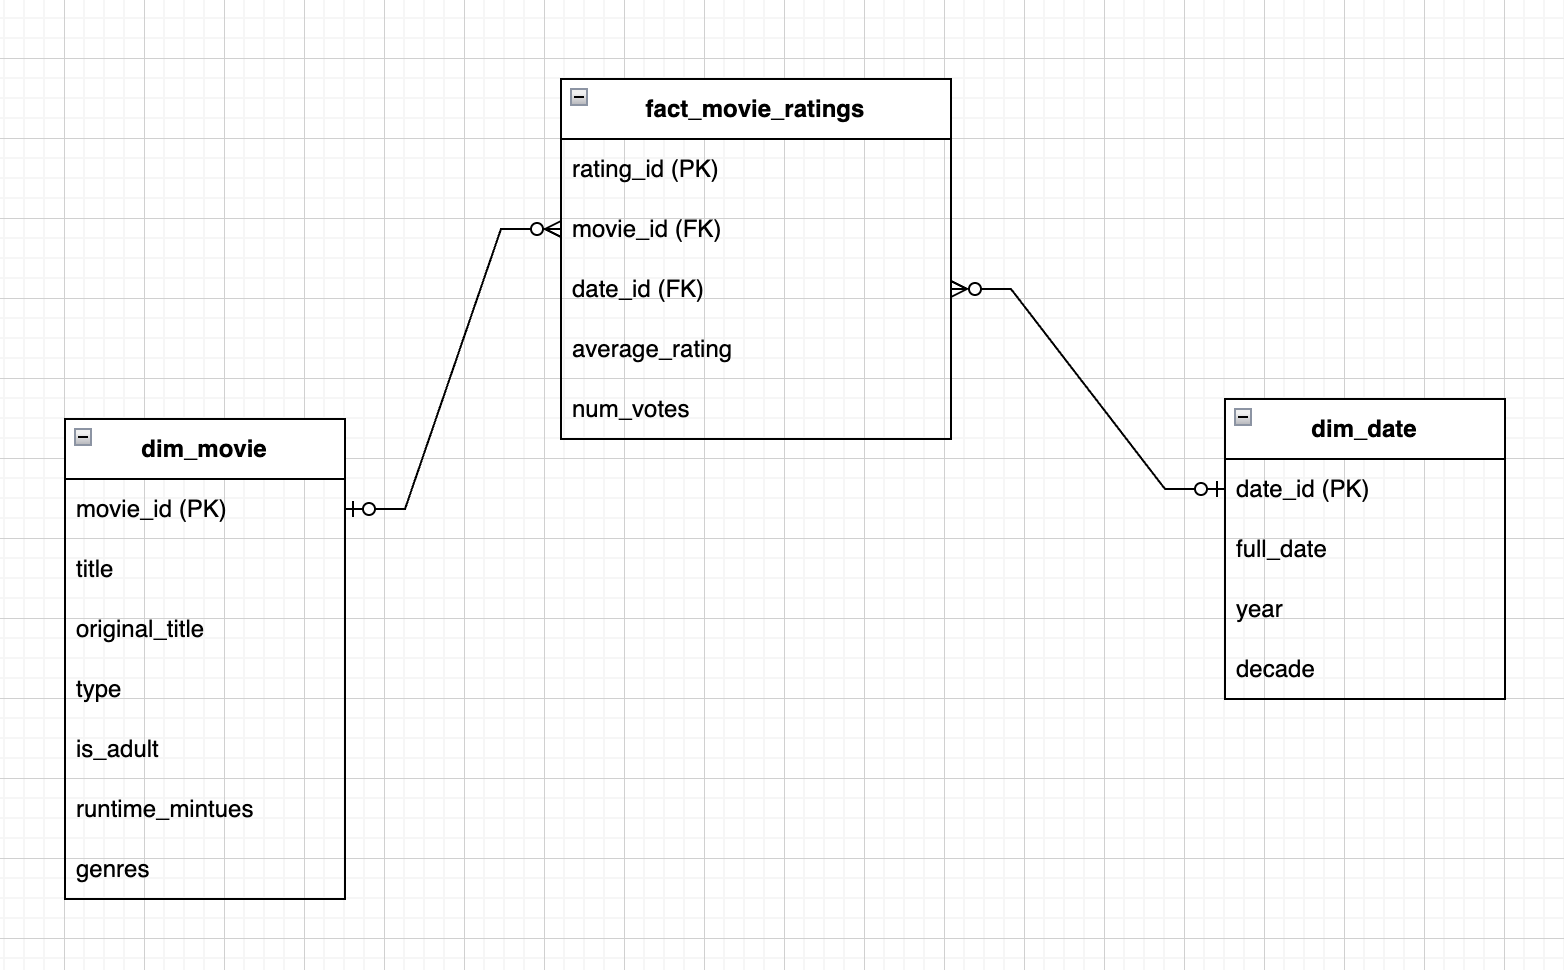 fact_movie_ratings
rating_id (PK)
movie_id (FK)
date_id (FK)
average_rating
num_votes
dim_movie
movie_id (PK)
title
original_title
type
is_adult
runtime_mintues
genres
dim_date
date_id (PK)
full_date
year
decade